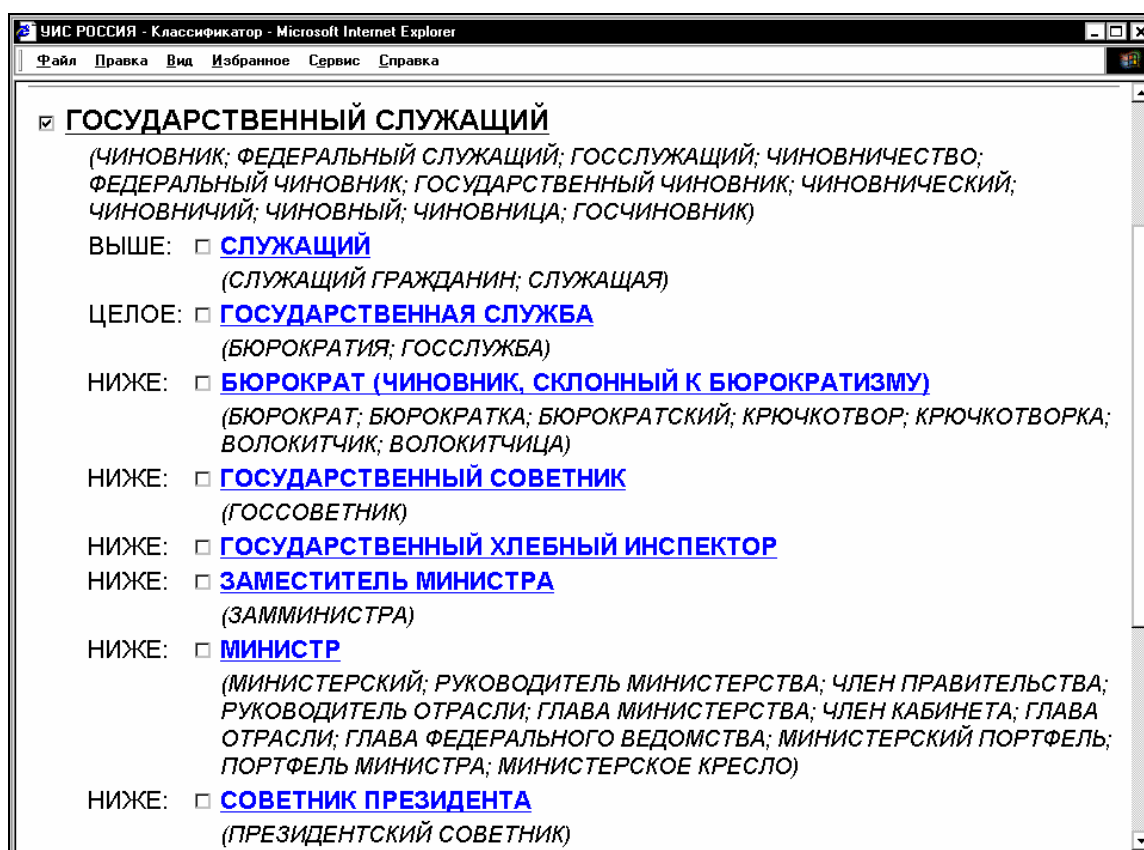 УИС РОССИЯ - Классификатор - Microsoft Internet Explorer
Файл Правка Вид Избранное Сервис Справка
ГОСУДАРСТВЕННЫЙ СЛУЖАЩИЙ
(ЧИНОВНИК; ФЕДЕРАЛЬНЫЙ СЛУЖАЩИЙ; ГОССЛУЖАЩИЙ; ЧИНОВНИЧЕСТВО;
ФЕДЕРАЛЬНЫЙ ЧИНОВНИК; ГОСУДАРСТВЕННЫЙ ЧИНОВНИК; ЧИНОВНИЧЕСКИЙ;
ЧИНОВНИЧИЙ; ЧИНОВНЫЙ; ЧИНОВНИЦА; ГОСЧИНОВНИК)
ВЫШЕ: СЛУЖАЩИЙ
(СЛУЖАЩИЙ ГРАЖДАНИН; СЛУЖАЩАЯ)
ЦЕЛОЕ: ГОСУДАРСТВЕННАЯ СЛУЖБА
(БЮРОКРАТИЯ; ГОССЛУЖБА)
НИЖЕ: БЮРОКРАТ (ЧИНОВНИК, СКЛОННЫЙ К БЮРОКРАТИЗМУ)
(БЮРОКРАТ; БЮРОКРАТКА; БЮРОКРАТСКИЙ; КРЮЧКОТВОР; КРЮЧКОТВОРКА;
ВОЛОКИТЧИК; ВОЛОКИТЧИЦА)
НИЖЕ: ГОСУДАРСТВЕННЫЙ СОВЕТНИК
(ГОССОВЕТНИК)
НИЖЕ: ГОСУДАРСТВЕННЫЙ ХЛЕБНЫЙ ИНСПЕКТОР
НИЖЕ: ЗАМЕСТИТЕЛЬ МИНИСТРА
(ЗАММИНИСТРА)
НИЖЕ: МИНИСТР
(МИНИСТЕРСКИЙ; РУКОВОДИТЕЛЬ МИНИСТЕРСТВА; ЧЛЕН ПРАВИТЕЛЬСТВА;
РУКОВОДИТЕЛЬ ОТРАСЛИ; ГЛАВА МИНИСТЕРСТВА; ЧЛЕН КАБИНЕТА; ГЛАВА
ОТРАСЛИ; ГЛАВА ФЕДЕРАЛЬНОГО ВЕДОМСТВА; МИНИСТЕРСКИЙ ПОРТФЕЛЬ;
ПОРТФЕЛЬ МИНИСТРА; МИНИСТЕРСКОЕ КРЕСЛО)
НИЖЕ: СОВЕТНИК ПРЕЗИДЕНТА
(ПРЕЗИДЕНТСКИЙ СОВЕТНИК)